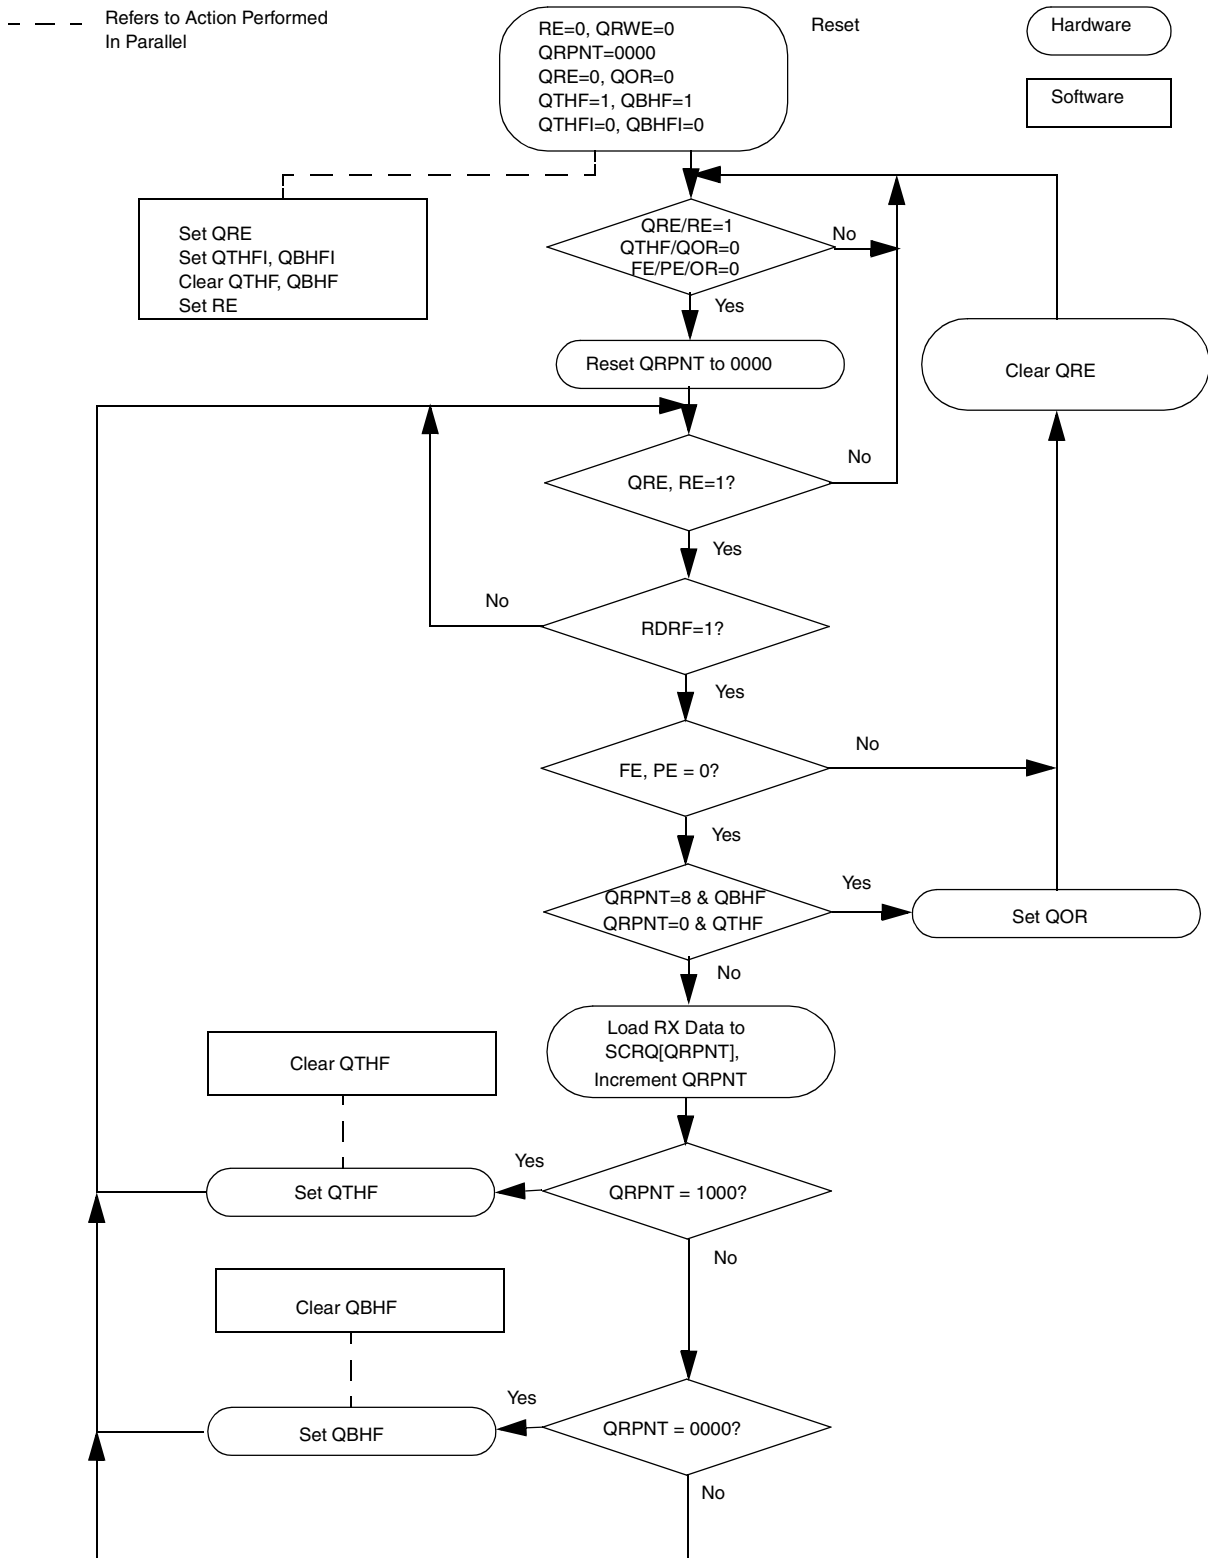 Refers to Action Performed
In Parallel
RE=0, QRWE=0
QRPNT=0000
QRE=0, QOR=0
QTHF=1, QBHF=1
QTHFI=0, QBHFI=0
Reset
Hardware
Software
Set QRE
Set QTHFI, QBHFI
Clear QTHF, QBHF
Set RE
QRE/RE=1
QTHF/QOR=0
FE/PE/OR=0
No
Yes
Reset QRPNT to 0000
Clear QRE
QRE, RE=1?
No
Yes
RDRF=1?
No
Yes
FE, PE = 0?
No
Yes
QRPNT=8 & QBHF
QRPNT=0 & QTHF
Yes
Set QOR
No
Load RX Data to
SCRQ[QRPNT],
Increment QRPNT
Clear QTHF
Set QTHF
Yes
QRPNT = 1000?
No
Clear QBHF
Set QBHF
Yes
QRPNT = 0000?
No